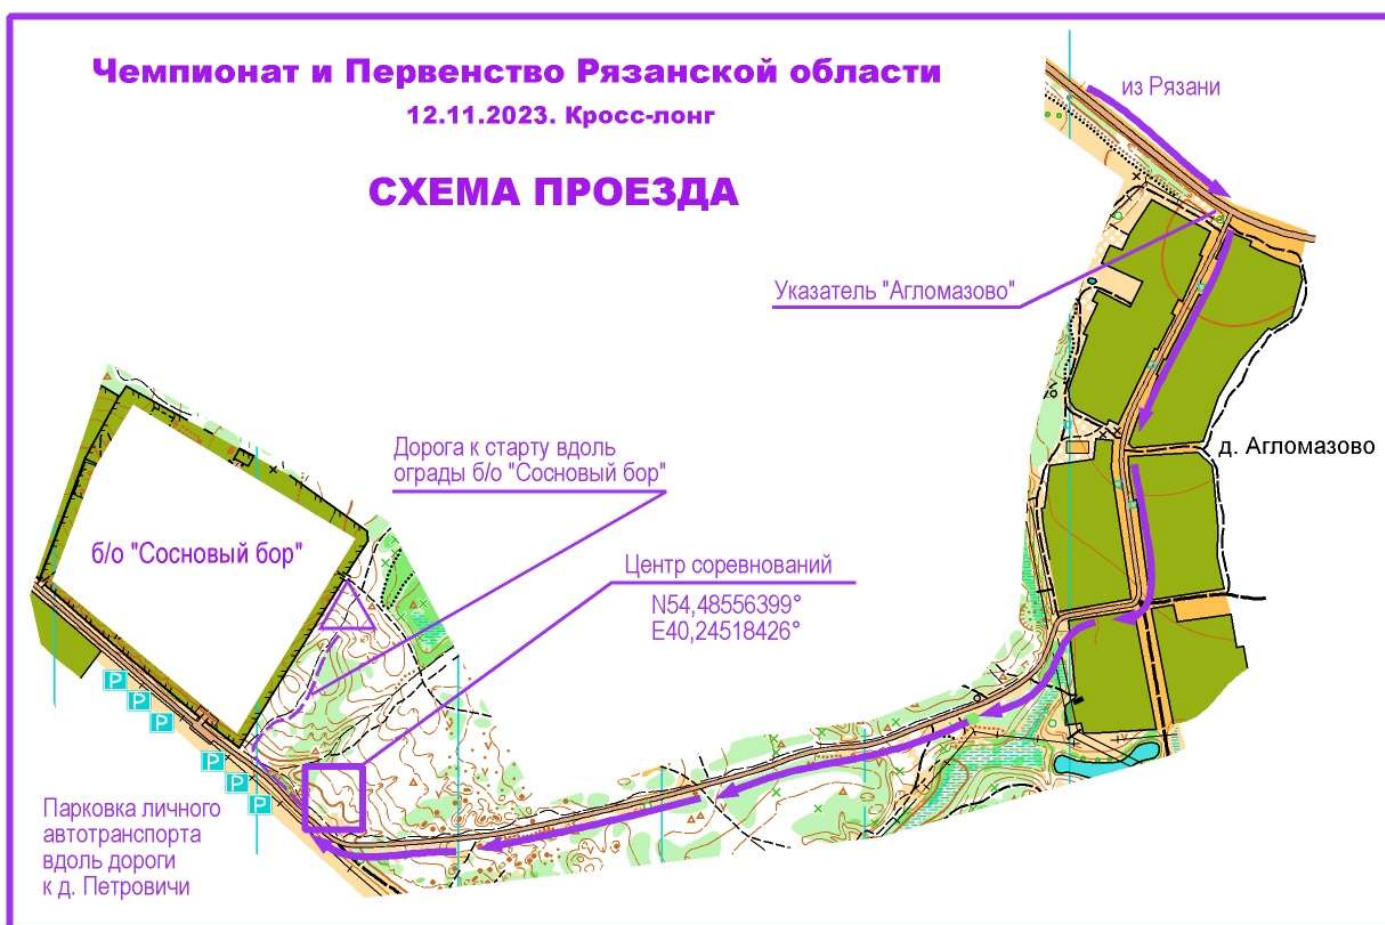 Чемпионат и Первенство Рязанской области
12.11.2023. Кросс-лонг
СХЕМА ПРОЕЗДА
из Рязани
Указатель "Агломазово"
д. Агломазово
Дорога к старту вдоль
ограды б/о "Сосновый бор"
б/о "Сосновый бор"
Центр соревнований
N54,48556399°
E40,24518426°
P
P
P
P
P
P
Парковка личного
автотранспорта
вдоль дороги
к д. Петровичи